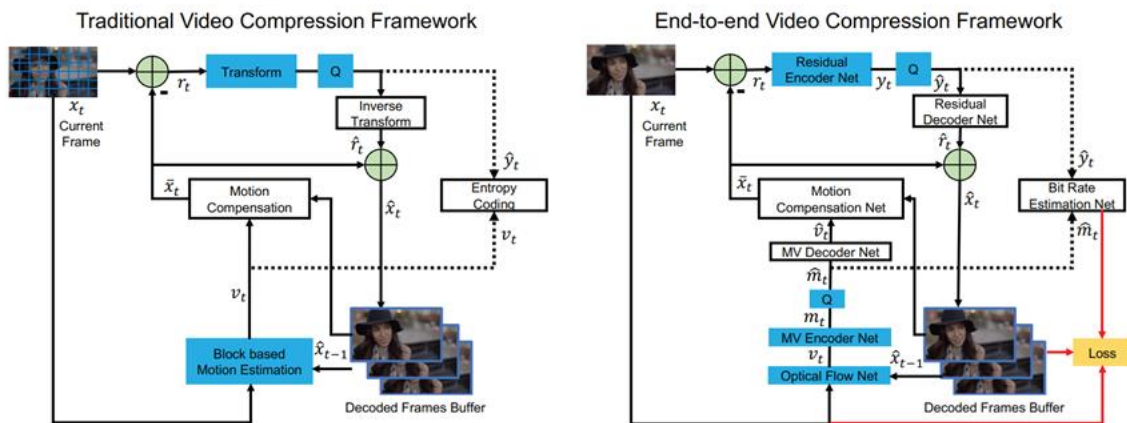 Traditional Video Compression Framework
x_t
Current
Frame
r_t
-
Transform
Q
Inverse
Transform
r̂_t
ŷ_t
x̄_t
Motion
Compensation
x̂_t
Entropy
Coding
v_t
v_t
Block based
Motion Estimation
x̂_{t−1}
Decoded Frames Buffer
End-to-end Video Compression Framework
x_t
Current
Frame
r_t
-
Residual
Encoder Net
y_t
Q
ŷ_t
Residual
Decoder Net
r̂_t
ŷ_t
x̄_t
Motion
Compensation Net
x̂_t
Bit Rate
Estimation Net
v̂_t
m̂_t
MV Decoder Net
m̂_t
Q
m_t
MV Encoder Net
v_t
x̂_{t−1}
Optical Flow Net
Loss
Decoded Frames Buffer